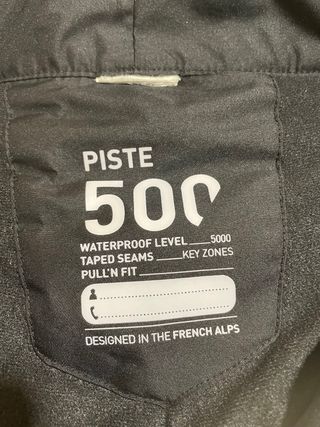 PISTE
500
WATERPROOF LEVEL 5000
TAPED SEAMS KEY ZONES
PULL'N FIT
DESIGNED IN THE FRENCH ALPS